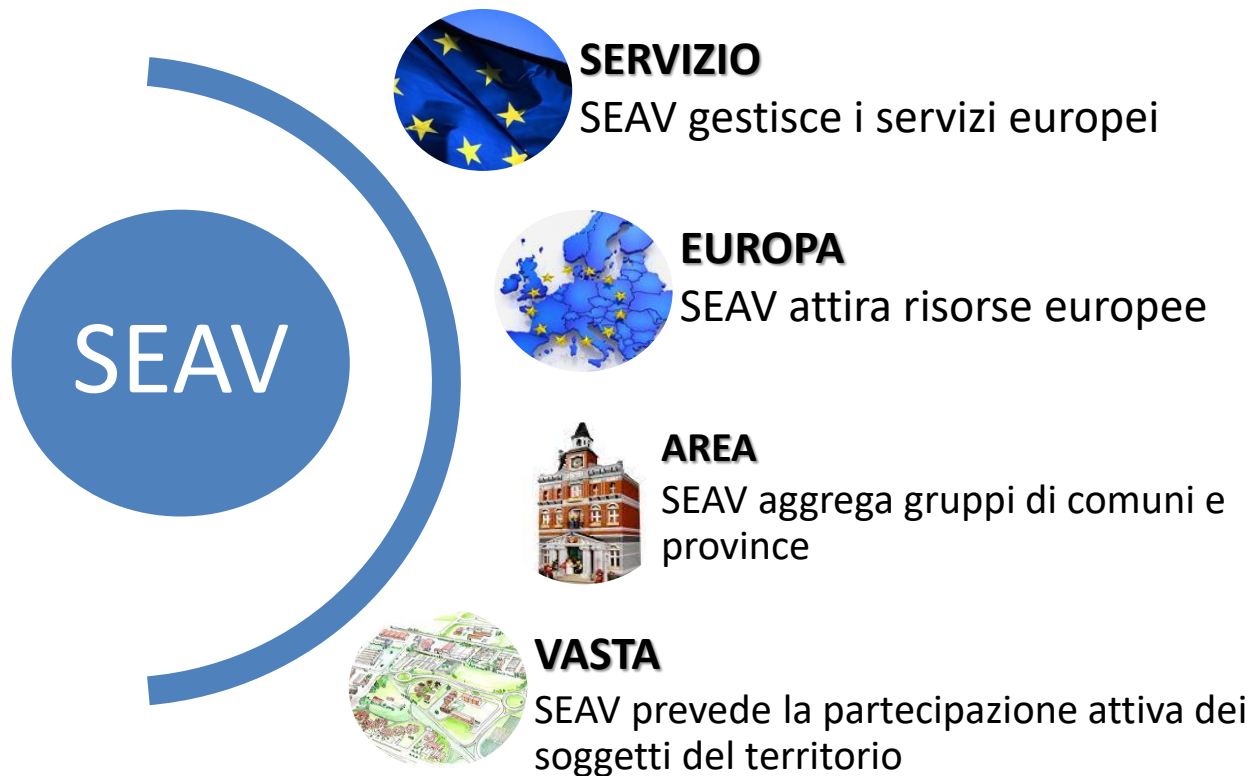 SEAV
SERVIZIO
SEAV gestisce i servizi europei
EUROPA
SEAV attira risorse europee
AREA
SEAV aggrega gruppi di comuni e
province
VASTA
SEAV prevede la partecipazione attiva dei
soggetti del territorio